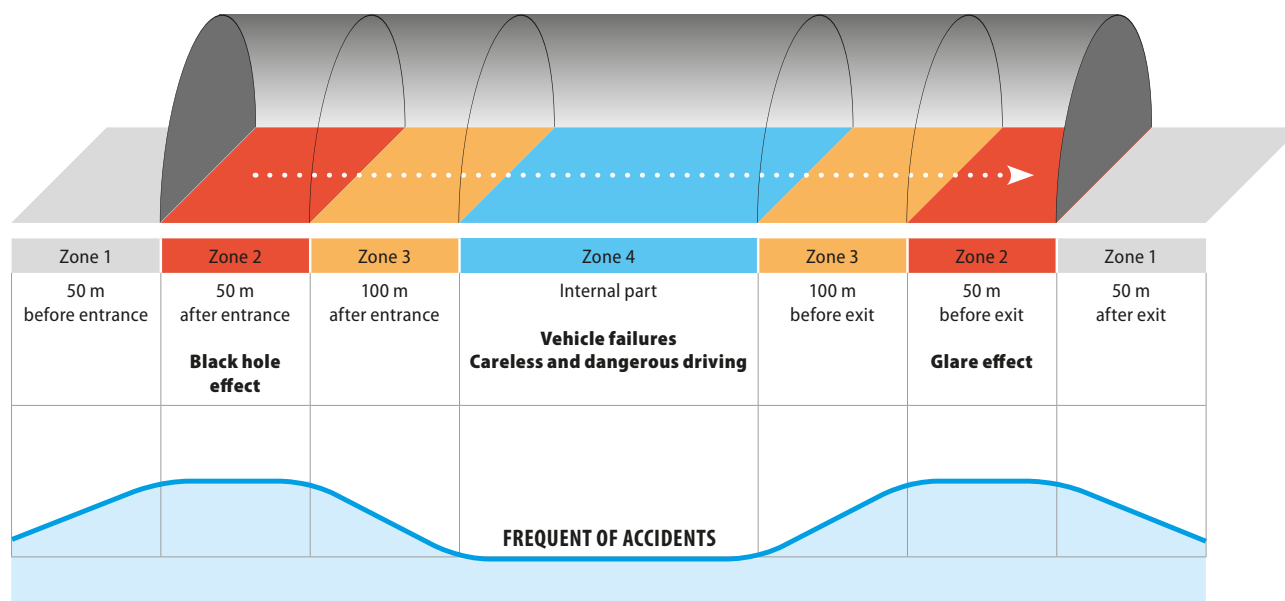 Zone 1
Zone 2
Zone 3
Zone 4
Zone 3
Zone 2
Zone 1
50 m
before entrance
50 m
after entrance
Black hole
effect
100 m
after entrance
Internal part
Vehicle failures
Careless and dangerous driving
100 m
before exit
50 m
before exit
Glare effect
50 m
after exit
FREQUENT OF ACCIDENTS